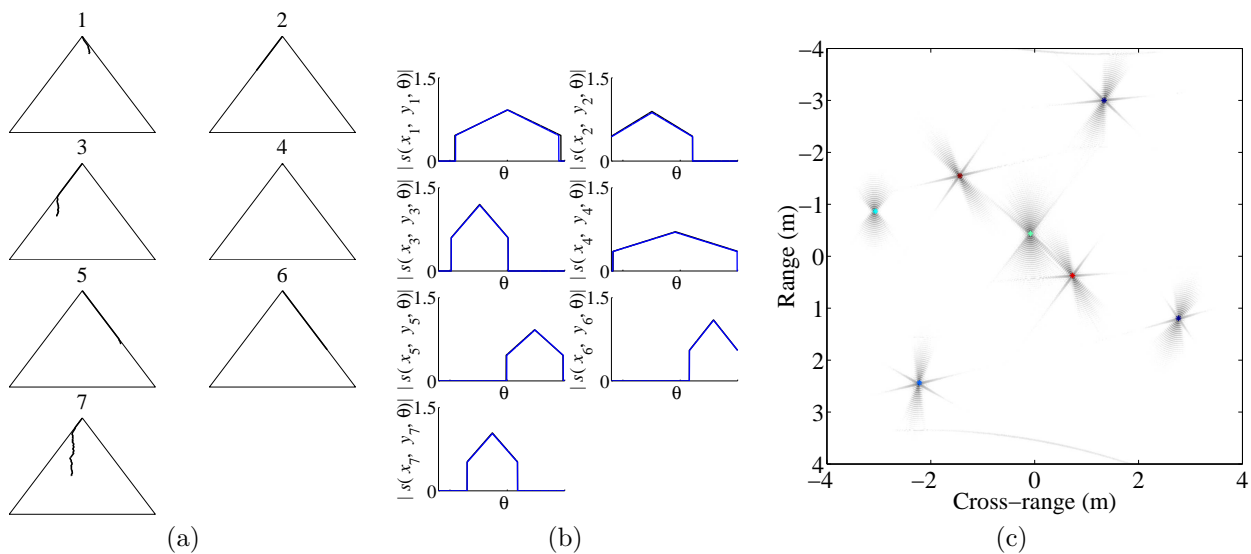 1
2
3
4
5
6
7
(a)
1.5
0
| s( x1, y1, θ)|
θ
1.5
0
| s( x2, y2, θ)|
θ
1.5
0
| s( x3, y3, θ)|
θ
1.5
0
| s( x4, y4, θ)|
θ
1.5
0
| s( x5, y5, θ)|
θ
1.5
0
| s( x6, y6, θ)|
θ
1.5
0
| s( x7, y7, θ)|
θ
(b)
−4
−3
−2
−1
0
1
2
3
4
Range (m)
−4
−2
0
2
4
Cross−range (m)
(c)